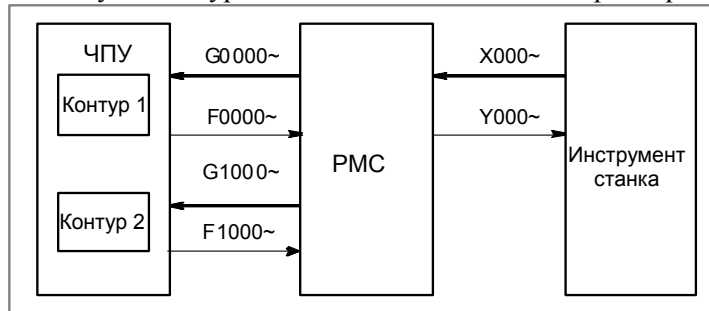 ЧПУ
Контур 1
Контур 2
G0000~
F0000~
G1000~
F1000~
PMC
X000~
Y000~
Инструмент
станка